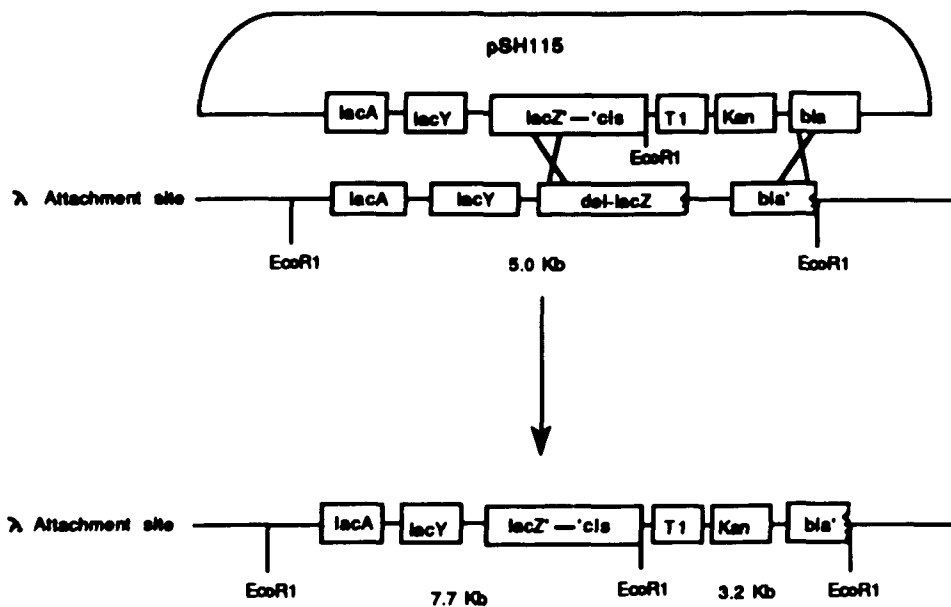 pSH115
lacA lacY lacZ'—'cls T1 Kan bla
EcoR1
λ Attachment site lacA lacY del-lacZ bla'
EcoR1 5.0 Kb EcoR1
λ Attachment site lacA lacY lacZ'—'cls T1 Kan bla'
EcoR1 7.7 Kb EcoR1 3.2 Kb EcoR1